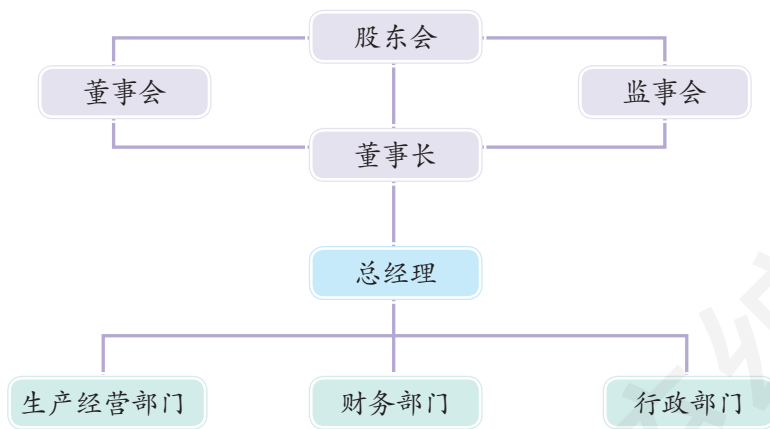 股东会
董事会
监事会
董事长
总经理
生产经营部门
财务部门
行政部门